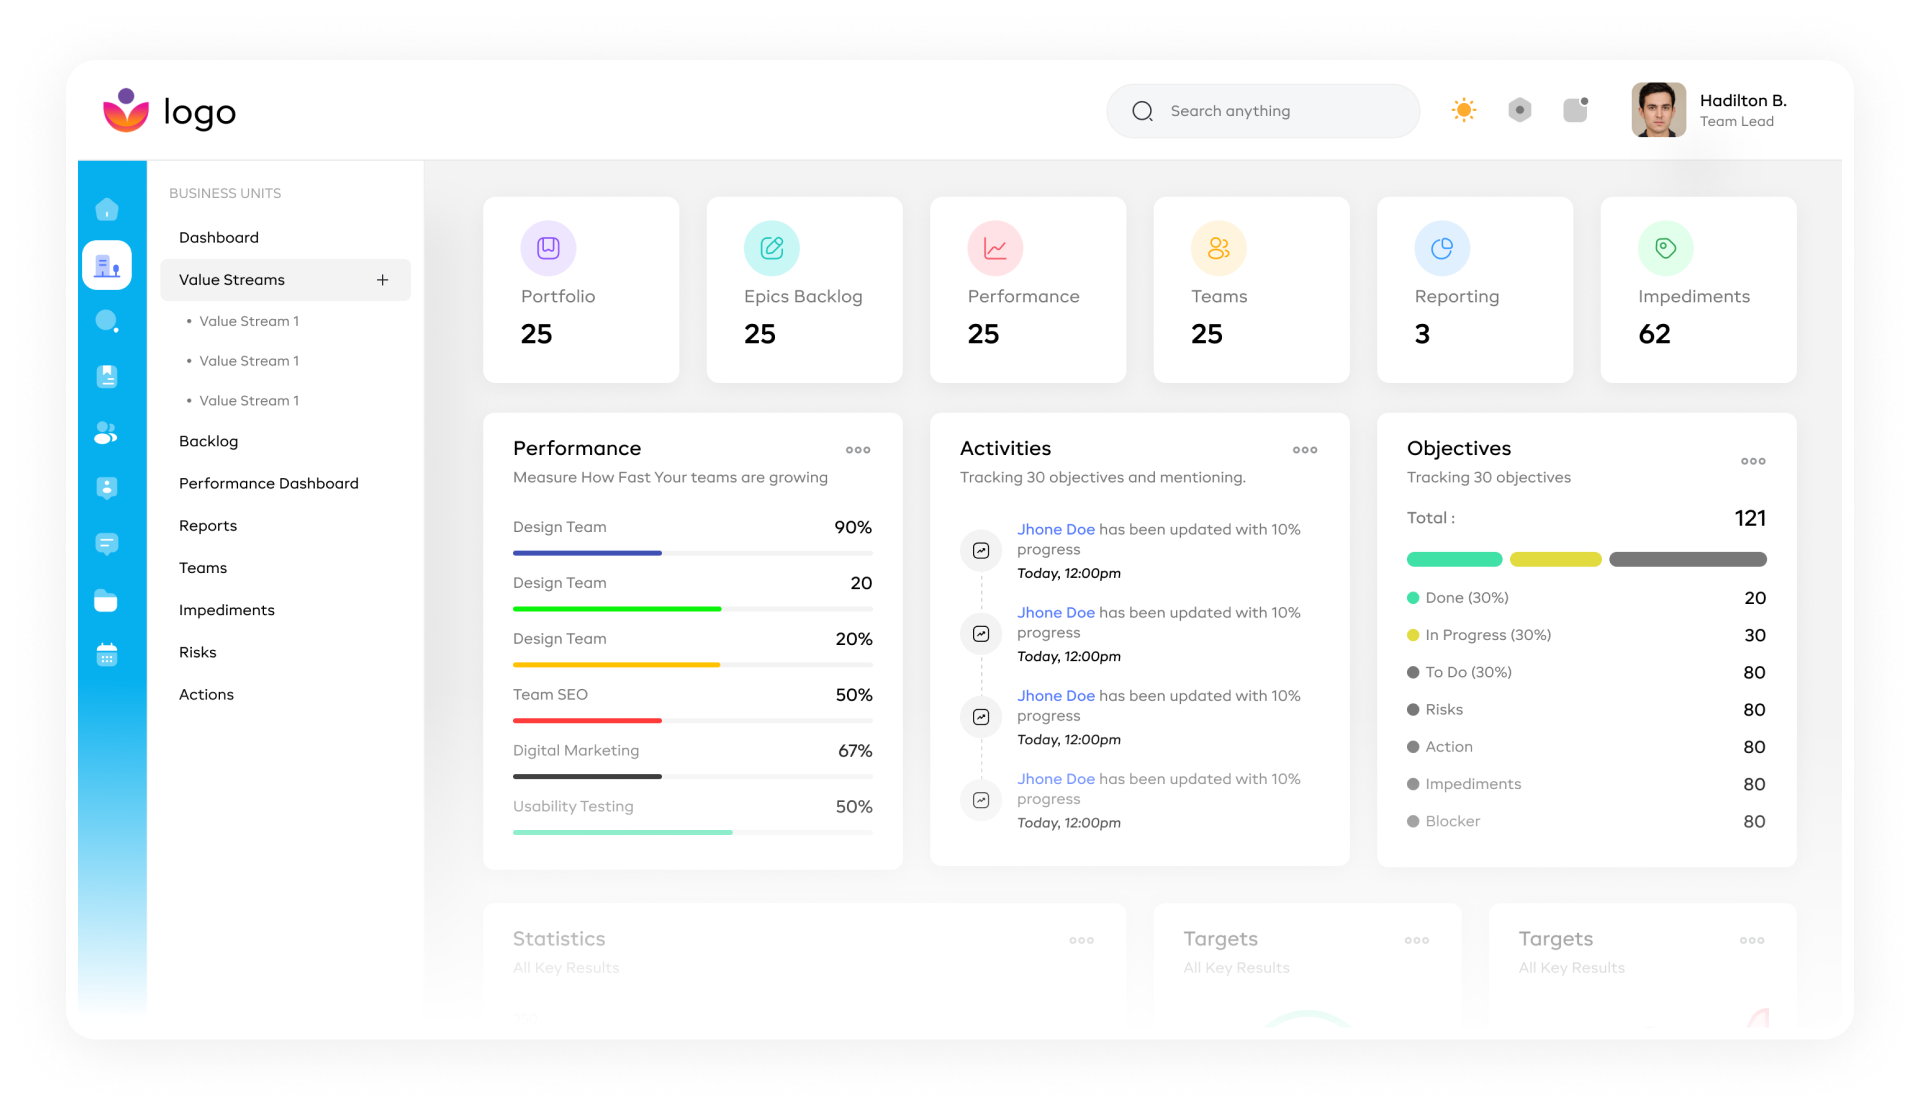 logo
Search anything
Hadilton B.
Team Lead
BUSINESS UNITS
Dashboard
Value Streams +
• Value Stream 1
• Value Stream 1
• Value Stream 1
Backlog
Performance Dashboard
Reports
Teams
Impediments
Risks
Actions
Portfolio
25
Epics Backlog
25
Performance
25
Teams
25
Reporting
3
Impediments
62
Performance
Measure How Fast Your teams are growing
Design Team 90%
Design Team 20
Design Team 20%
Team SEO 50%
Digital Marketing 67%
Usability Testing 50%
Activities
Tracking 30 objectives and mentioning.
Jhone Doe has been updated with 10%
progress
Today, 12:00pm
Jhone Doe has been updated with 10%
progress
Today, 12:00pm
Jhone Doe has been updated with 10%
progress
Today, 12:00pm
Jhone Doe has been updated with 10%
progress
Today, 12:00pm
Objectives
Tracking 30 objectives
Total : 121
Done (30%) 20
In Progress (30%) 30
To Do (30%) 80
Risks 80
Action 80
Impediments 80
Blocker 80
Statistics
All Key Results
Targets
All Key Results
Targets
All Key Results